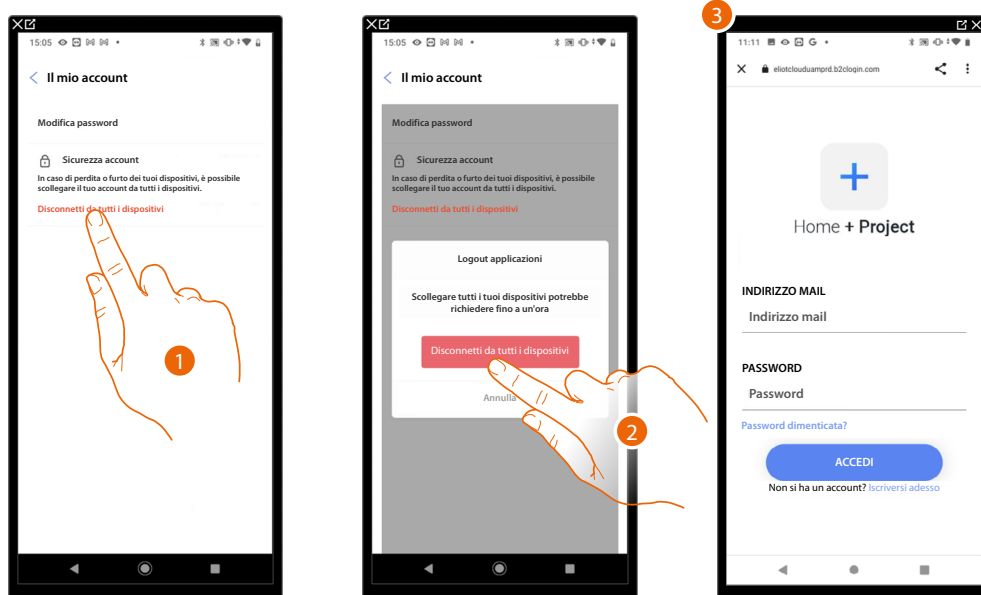 15:05
Il mio account
Modifica password
Sicurezza account
In caso di perdita o furto dei tuoi dispositivi, è possibile
scollegare il tuo account da tutti i dispositivi.
Disconnetti da tutti i dispositivi
1
15:05
Il mio account
Modifica password
Sicurezza account
In caso di perdita o furto dei tuoi dispositivi, è possibile
scollegare il tuo account da tutti i dispositivi.
Disconnetti da tutti i dispositivi
Logout applicazioni
Scollegare tutti i tuoi dispositivi potrebbe
richiedere fino a un'ora
Disconnetti da tutti i dispositivi
Annulla
2
3
11:11 G
eliotclouduamprd.b2clogin.com
Home + Project
INDIRIZZO MAIL
Indirizzo mail
PASSWORD
Password
Password dimenticata?
ACCEDI
Non si ha un account? Iscriversi adesso